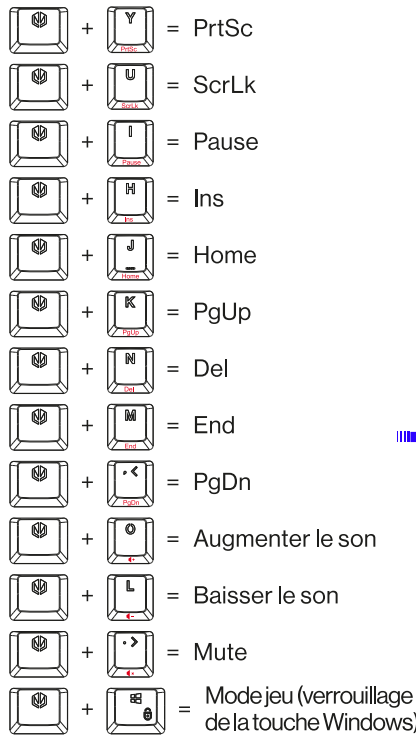 + Y PrtSc = PrtSc
+ U ScrLk = ScrLk
+ I Pause = Pause
+ H Ins = Ins
+ J Home = Home
+ K PgUp = PgUp
+ N Del = Del
+ M End = End
+ , < PgDn = PgDn
+ O = Augmenter le son
+ L = Baisser le son
+ . > = Mute
+ = Mode jeu (verrouillage
de la touche Windows)